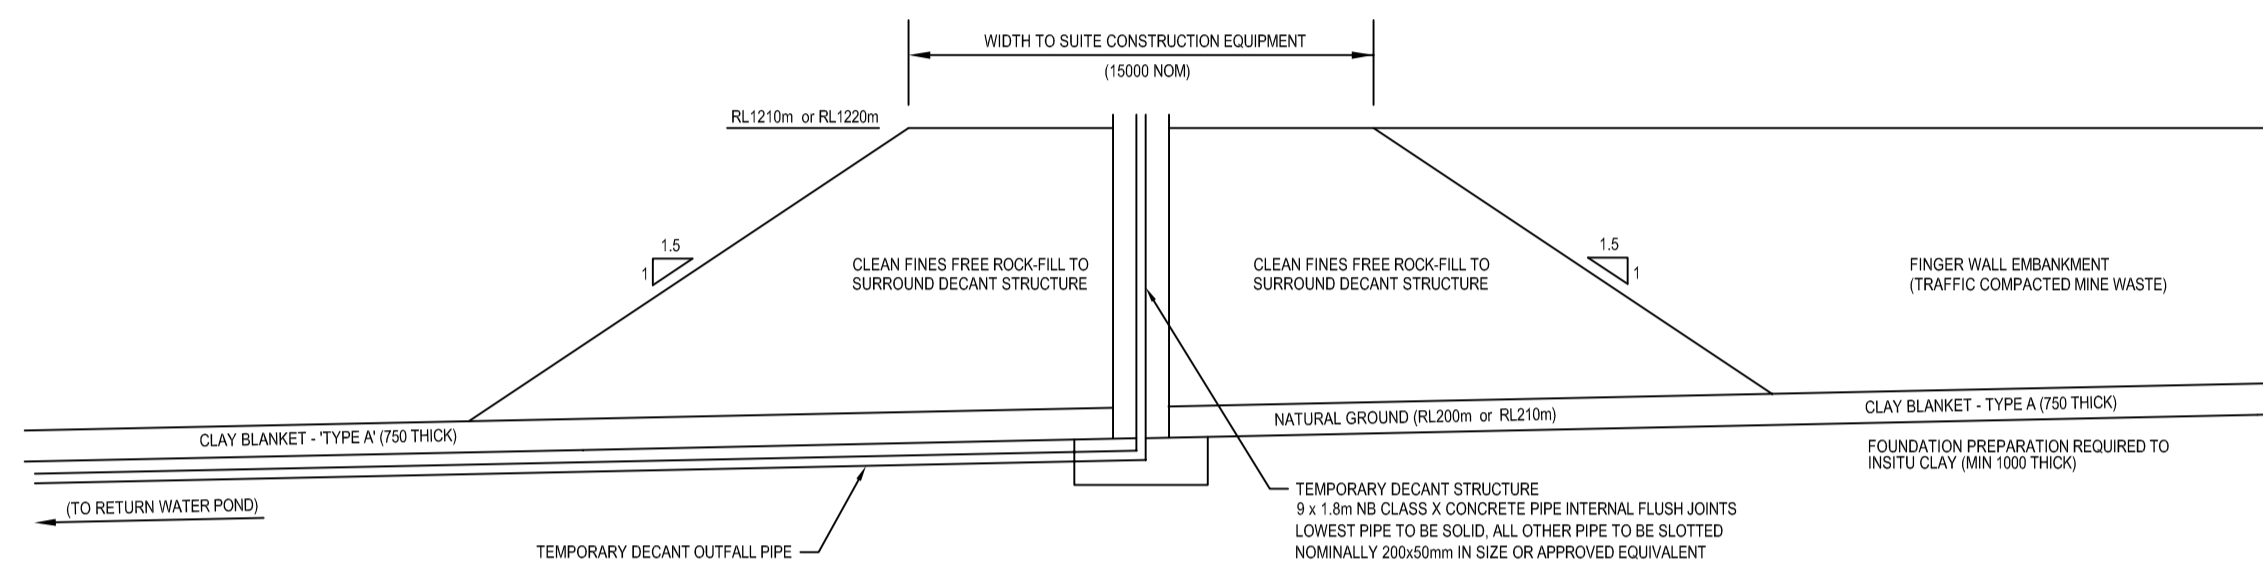 WIDTH TO SUITE CONSTRUCTION EQUIPMENT
(15000 NOM)
RL1210m or RL1220m
1.5
1
CLEAN FINES FREE ROCK-FILL TO
SURROUND DECANT STRUCTURE
CLEAN FINES FREE ROCK-FILL TO
SURROUND DECANT STRUCTURE
1.5
1
FINGER WALL EMBANKMENT
(TRAFFIC COMPACTED MINE WASTE)
CLAY BLANKET - 'TYPE A' (750 THICK)
NATURAL GROUND (RL200m or RL210m)
CLAY BLANKET - TYPE A (750 THICK)
FOUNDATION PREPARATION REQUIRED TO
INSITU CLAY (MIN 1000 THICK)
(TO RETURN WATER POND)
TEMPORARY DECANT OUTFALL PIPE
TEMPORARY DECANT STRUCTURE
9 x 1.8m NB CLASS X CONCRETE PIPE INTERNAL FLUSH JOINTS
LOWEST PIPE TO BE SOLID, ALL OTHER PIPE TO BE SLOTTED
NOMINALLY 200x50mm IN SIZE OR APPROVED EQUIVALENT